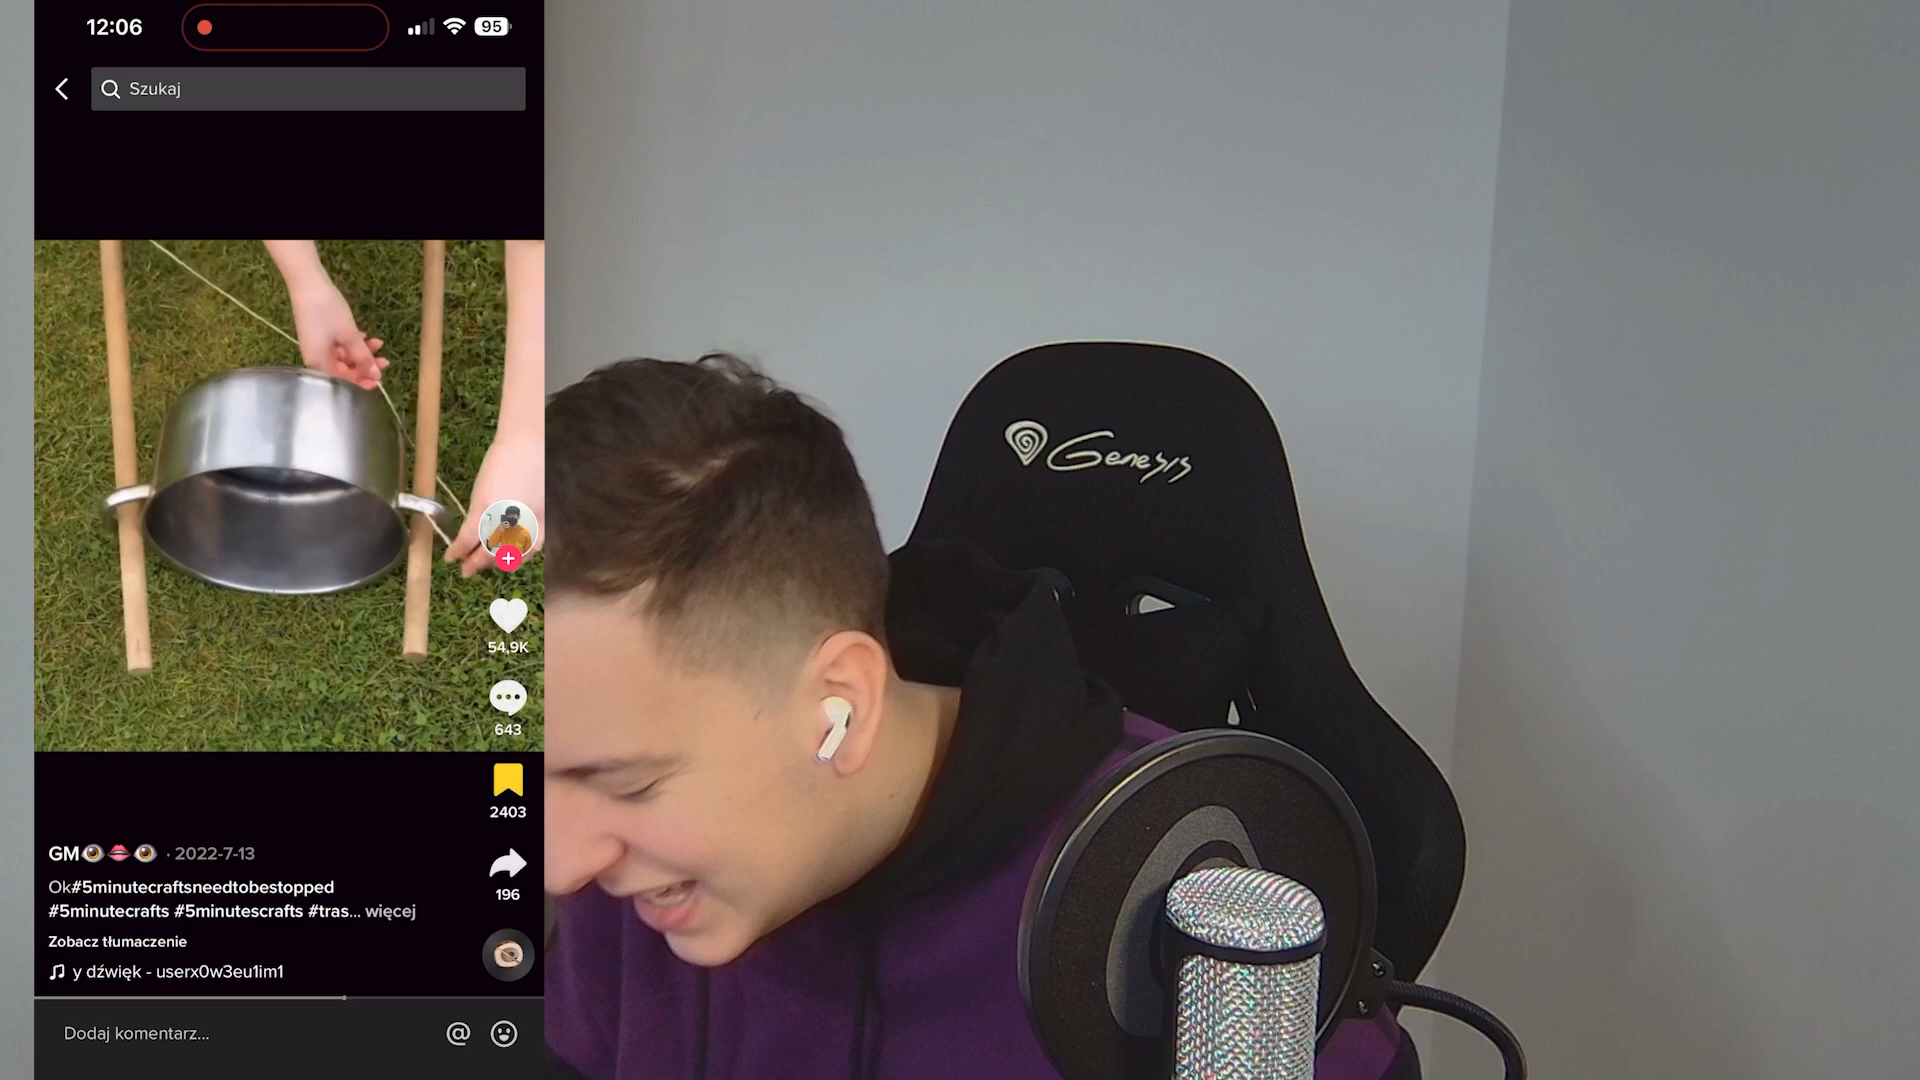 12:06
95
Szukaj
Genesis
54,9K
643
2403
196
GM👁️👄👁️ · 2022-7-13
Ok#5minutecraftsneedtobestopped
#5minutecrafts #5minutescrafts #tras... więcej
Zobacz tłumaczenie
y dźwięk - userx0w3eu1im1
Dodaj komentarz...